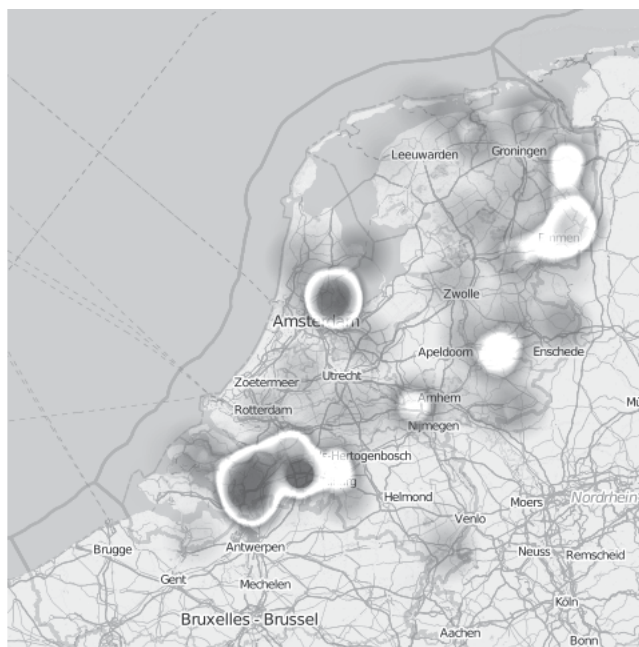 Leeuwarden
Groningen
Zwolle
Amsterdam
Apeldoorn
Enschede
Utrecht
Zoetermeer
Arnhem
Rotterdam
Nijmegen
s-Hertogenbosch
Helmond
Moers
Nordrhein
Venlo
Brugge
Antwerpen
Neuss
Remscheid
Gent
Mechelen
Köln
Bruxelles - Brussel
Aachen
Bonn